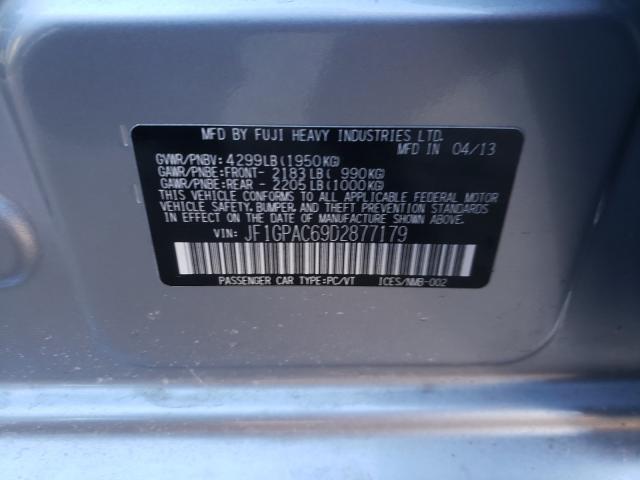 MFD BY FUJI HEAVY INDUSTRIES LTD.
MFD IN 04/13
GVWR/PNBV: 4299LB(1950KG)
GAWR/PNBE:FRONT- 2183LB( 990KG)
GAWR/PNBE:REAR - 2205LB(1000KG)
THIS VEHICLE CONFORMS TO ALL APPLICABLE FEDERAL MOTOR
VEHICLE SAFETY, BUMPER, AND THEFT PREVENTION STANDARDS
IN EFFECT ON THE DATE OF MANUFACTURE SHOWN ABOVE.
VIN: JF1GPAC69D2877179
PASSENGER CAR TYPE:PC/VT ICES/NMB-002